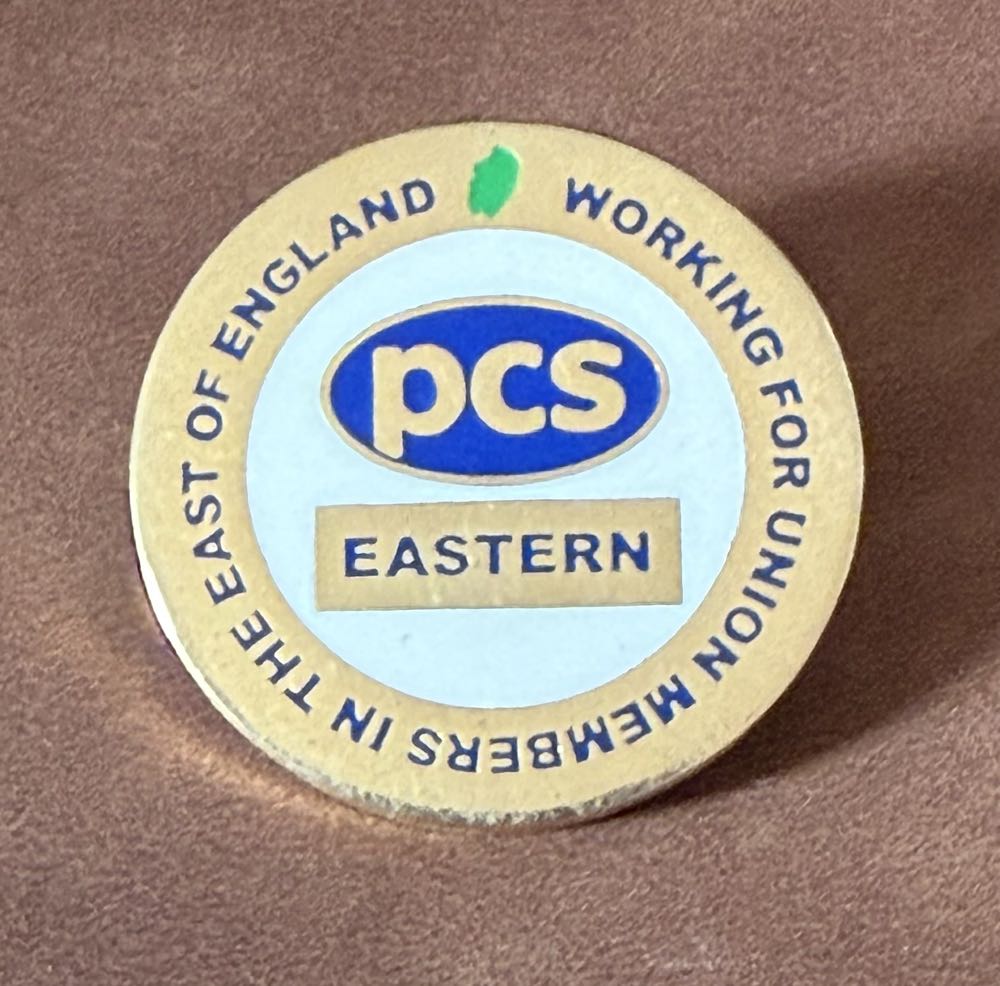 WORKING FOR UNION MEMBERS IN THE EAST OF ENGLAND
pcs
EASTERN